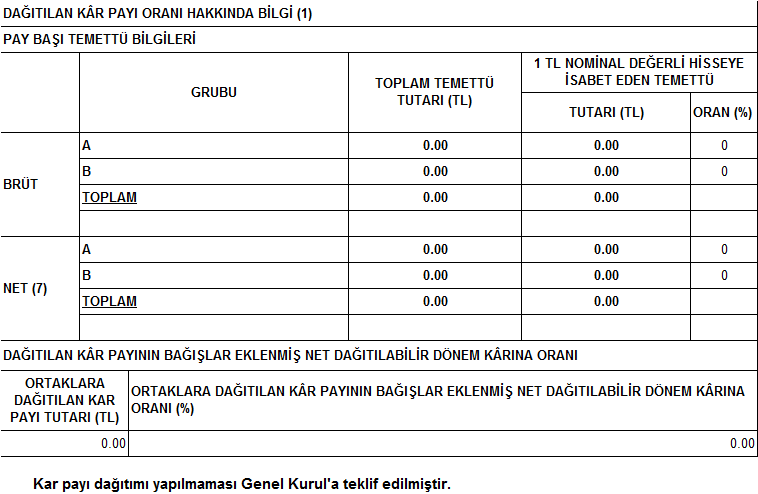 DAĞITILAN KÂR PAYI ORANI HAKKINDA BİLGİ (1)
PAY BAŞI TEMETTÜ BİLGİLERİ
GRUBU
TOPLAM TEMETTÜ
TUTARI (TL)
1 TL NOMİNAL DEĞERLİ HİSSEYE
İSABET EDEN TEMETTÜ
TUTARI (TL) ORAN (%)
BRÜT
A 0.00 0.00 0
B 0.00 0.00 0
TOPLAM 0.00 0.00
NET (7)
A 0.00 0.00 0
B 0.00 0.00 0
TOPLAM 0.00 0.00
DAĞITILAN KÂR PAYININ BAĞIŞLAR EKLENMİŞ NET DAĞITILABİLİR DÖNEM KÂRINA ORANI
ORTAKLARA
DAĞITILAN KAR
PAYI TUTARI (TL)
ORTAKLARA DAĞITILAN KÂR PAYININ BAĞIŞLAR EKLENMİŞ NET DAĞITILABİLİR DÖNEM KÂRINA
ORANI (%)
0.00 0.00
Kar payı dağıtımı yapılmaması Genel Kurul'a teklif edilmiştir.